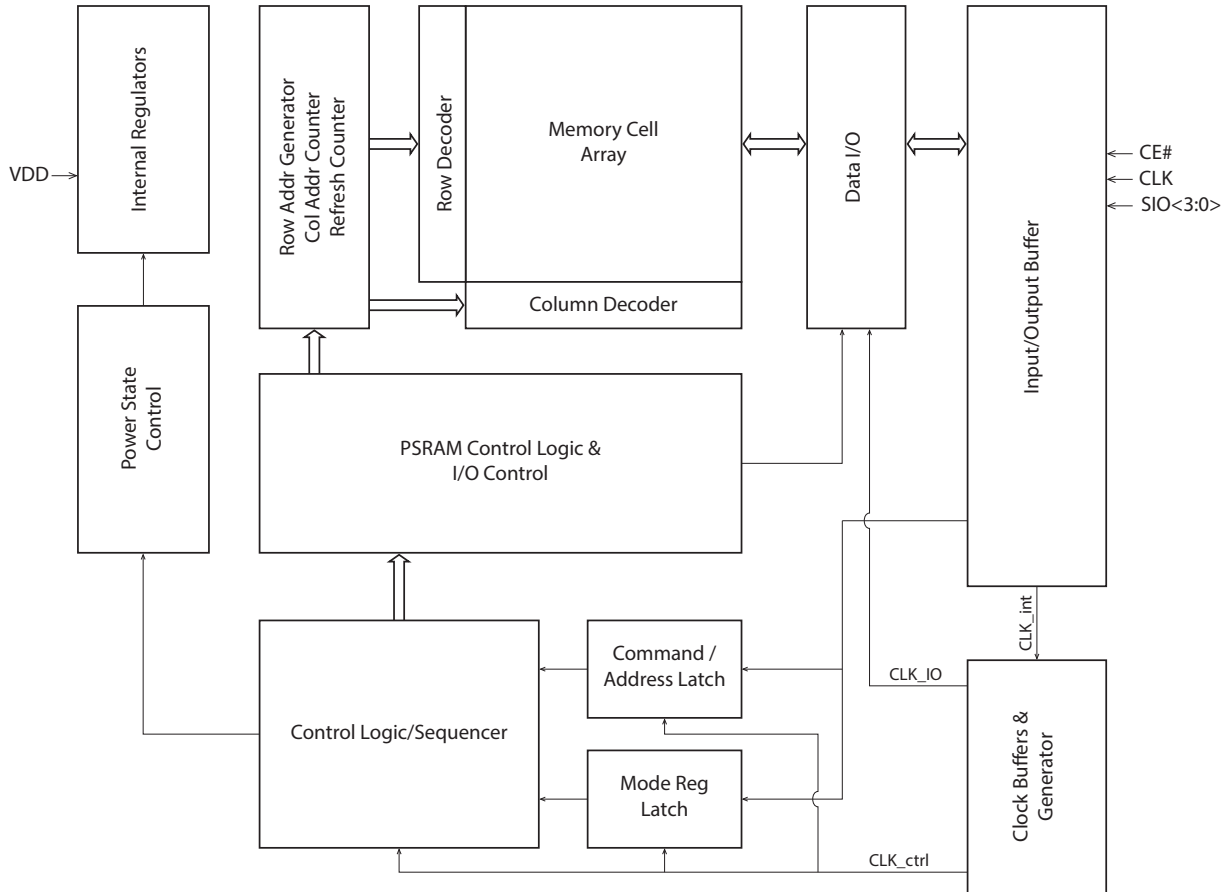 Internal Regulators
VDD
Power State
Control
Row Addr Generator
Col Addr Counter
Refresh Counter
Row Decoder
Memory Cell
Array
Column Decoder
Data I/O
Input/Output Buffer
CE#
CLK
SIO<3:0>
PSRAM Control Logic &
I/O Control
CLK_int
Command /
Address Latch
CLK_IO
Control Logic/Sequencer
Mode Reg
Latch
Clock Buffers &
Generator
CLK_ctrl